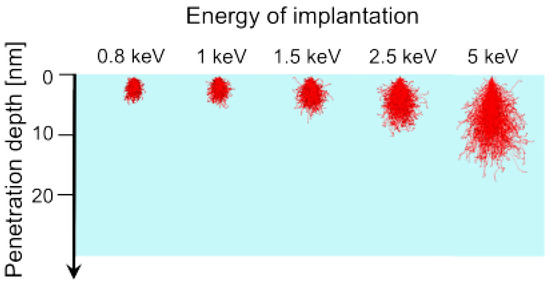 Energy of implantation
0.8 keV 1 keV 1.5 keV 2.5 keV 5 keV
Penetration depth [nm]
0
10
20